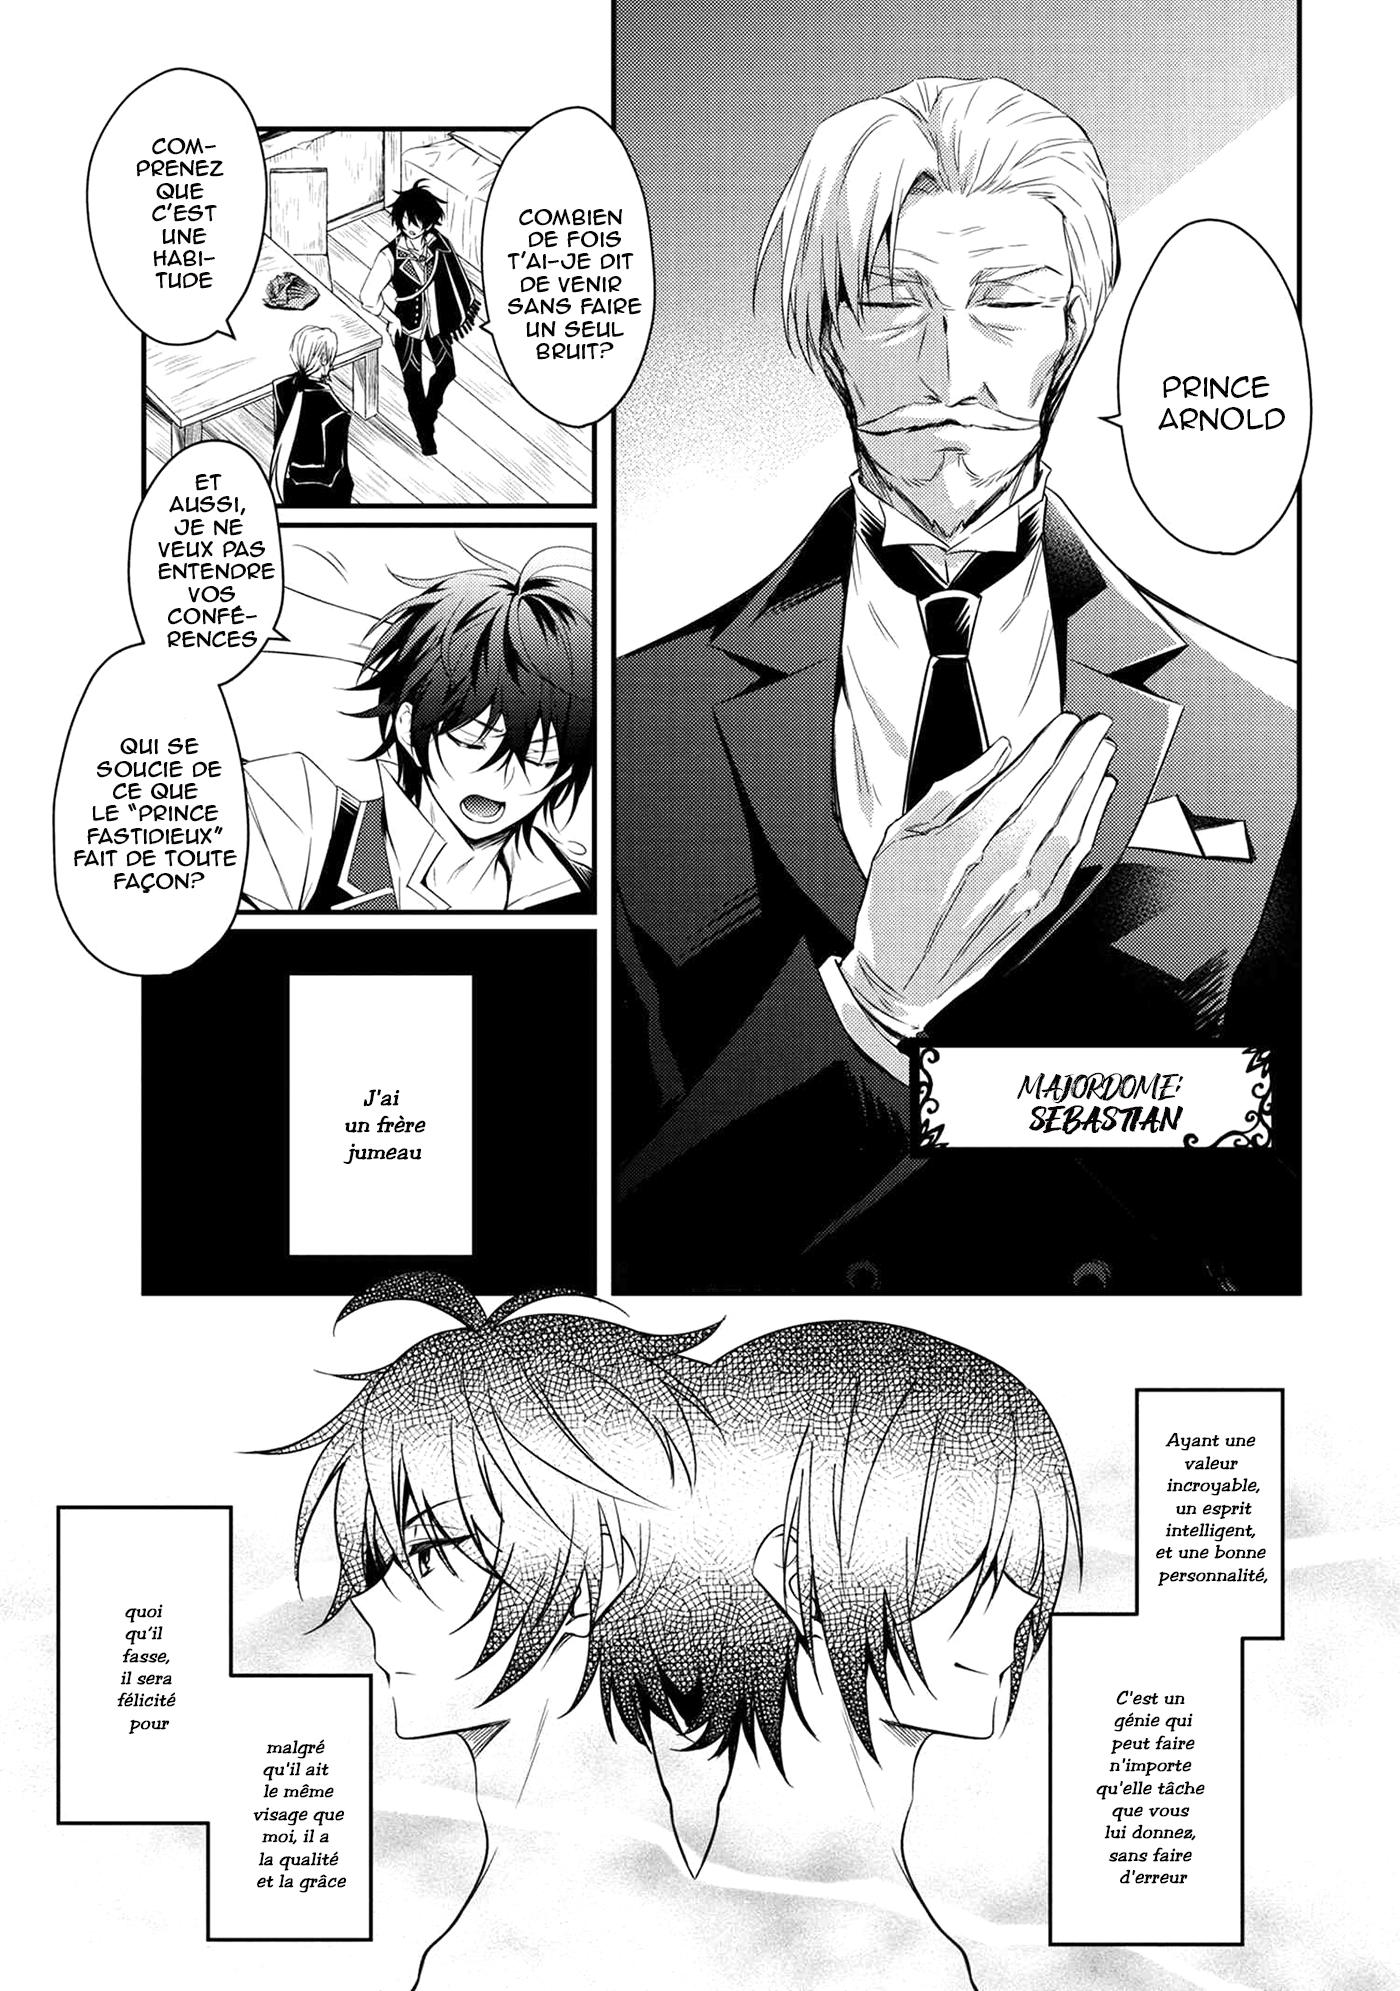 PRINCE
ARNOLD
MAJORDOME:
SEBASTIAN
COMBIEN
DE FOIS
T'AI-JE DIT
DE VENIR
SANS FAIRE
UN SEUL
BRUIT?
COM-
PRENEZ
QUE
C'EST
UNE
HABI-
TUDE
ET
AUSSI,
JE NE
VEUX PAS
ENTENDRE
VOS
CONFÉ-
RENCES
QUI SE
SOUCIE DE
CE QUE
LE "PRINCE
FASTIDIEUX"
FAIT DE TOUTE
FAÇON?
J'ai
un frère
jumeau
Ayant une
valeur
incroyable,
un esprit
intelligent,
et une bonne
personnalité,
C'est un
génie qui
peut faire
n'importe
qu'elle tâche
que vous
lui donnez,
sans faire
d'erreur
malgré
qu'il ait
le même
visage que
moi, il a
la qualité
et la grâce
quoi
qu'il
fasse,
il sera
félicité
pour